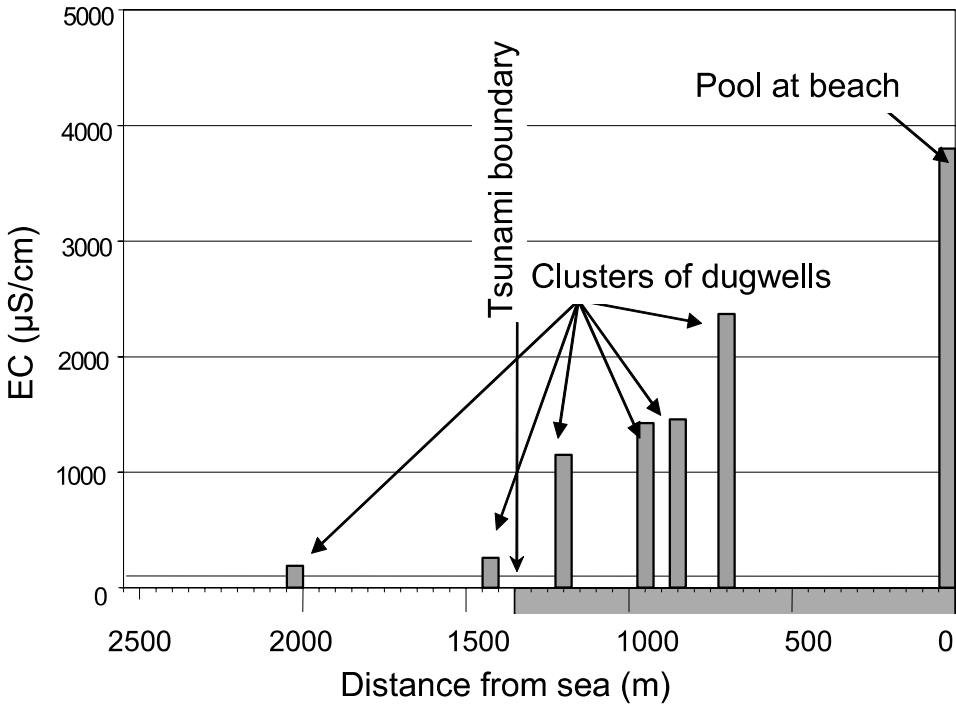 5000
4000
3000
2000
1000
0
EC (µS/cm)
Tsunami boundary
Pool at beach
Clusters of dugwells
2500 2000 1500 1000 500 0
Distance from sea (m)